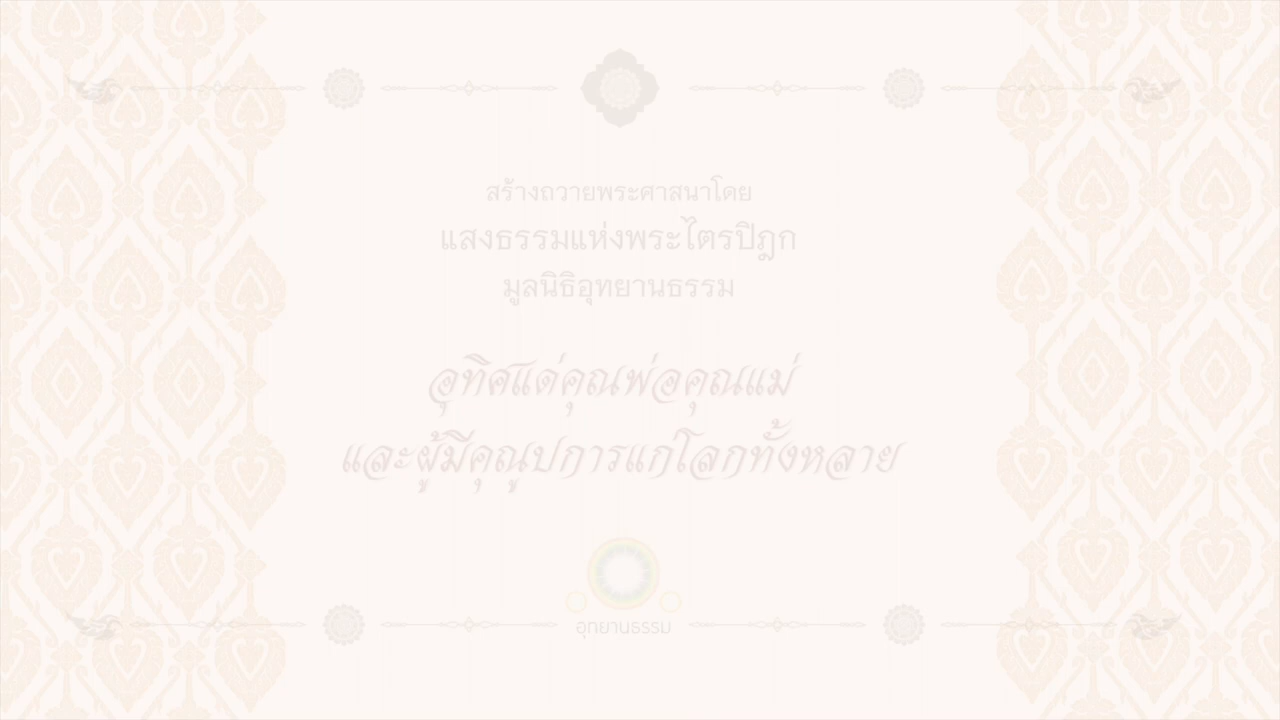 สร้างถวายพระศาสนาโดย
แสงธรรมแห่งพระไตรปิฎก
มูลนิธิอุทยานธรรม
อุทิศแด่คุณพ่อคุณแม่
และผู้มีคุณูปการแก่โลกทั้งหลาย
อุทยานธรรม